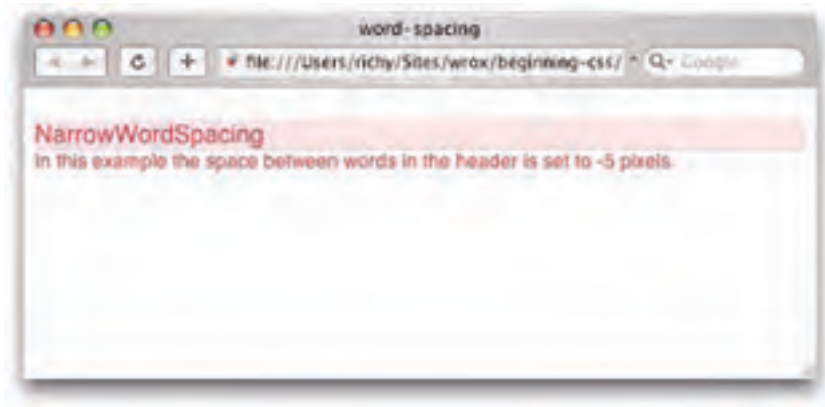 word-spacing
file:///Users/richy/Sites/wrox/beginning-css/ Google
NarrowWordSpacing
In this example the space between words in the header is set to -5 pixels.